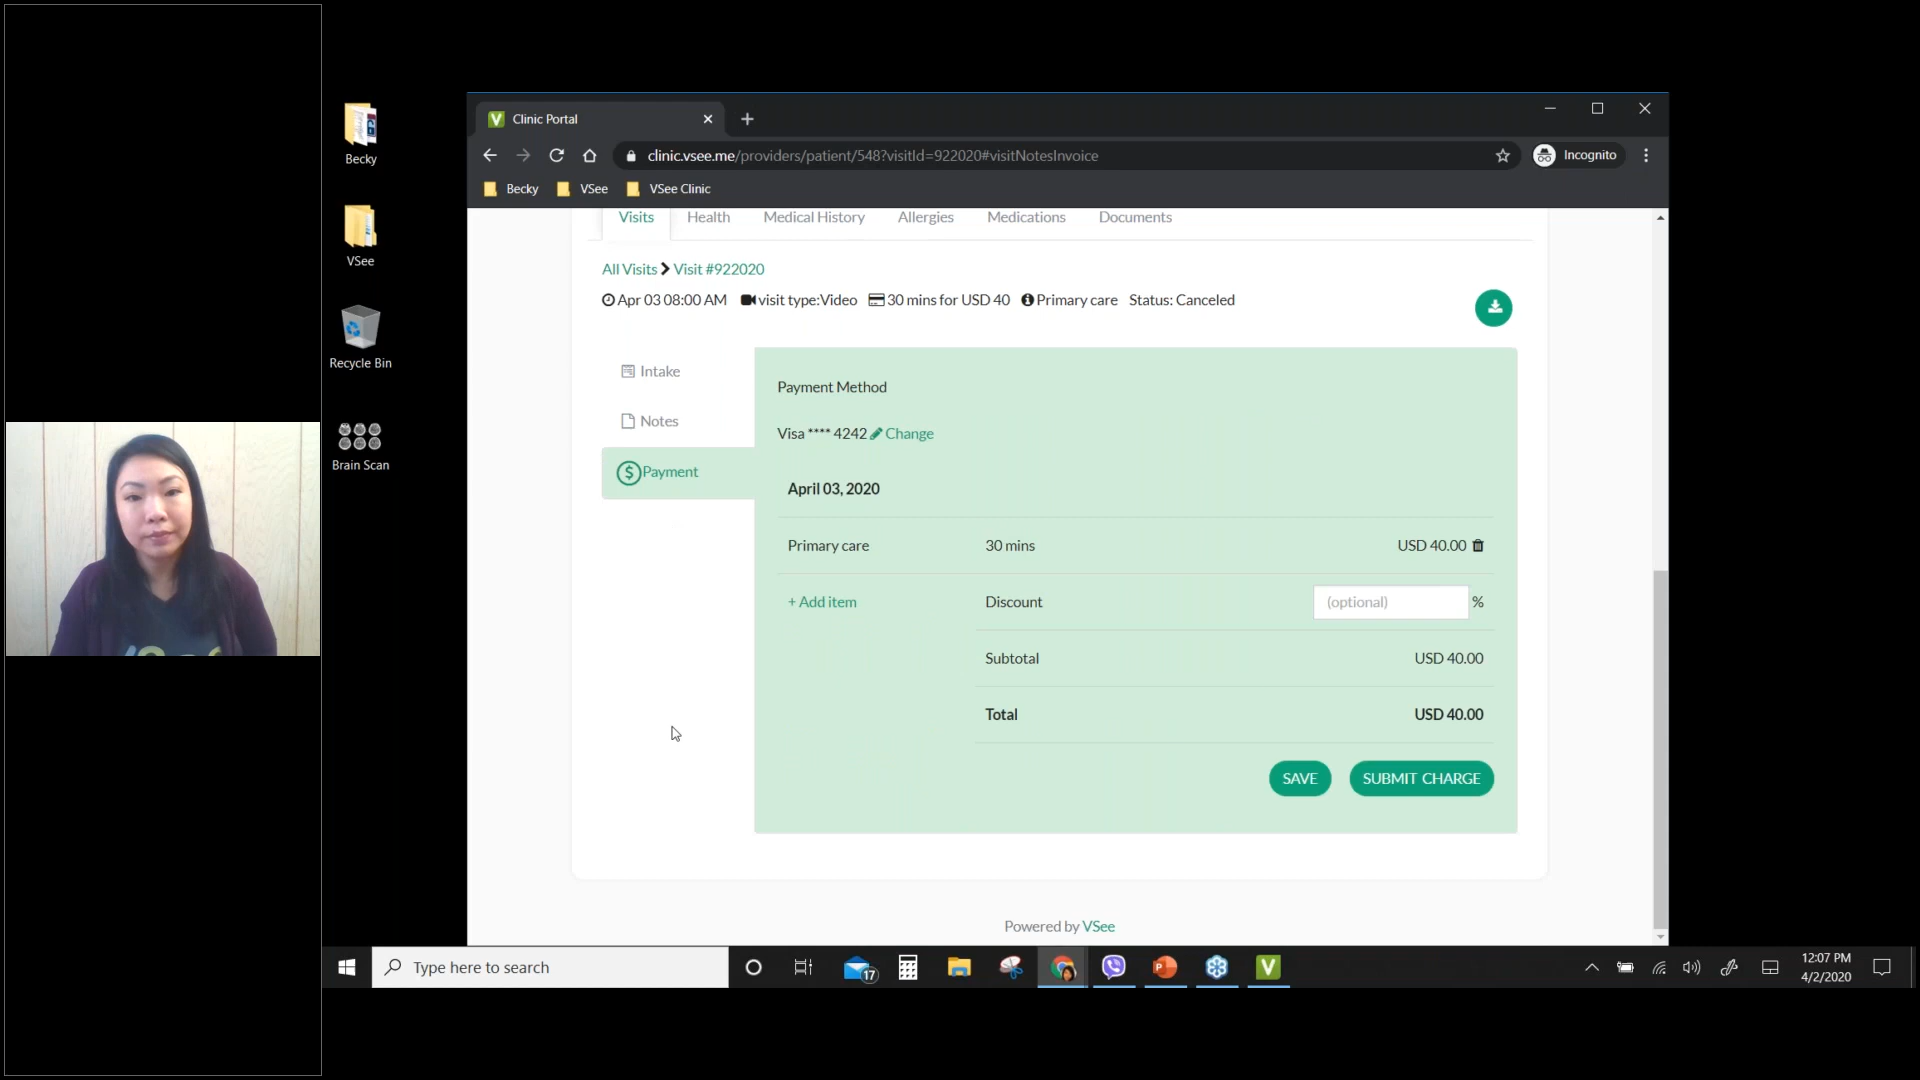 Becky
VSee
Recycle Bin
Brain Scan
Clinic Portal
clinic.vsee.me/providers/patient/548?visitId=922020#visitNotesInvoice
Incognito
Becky VSee VSee Clinic
Visits Health Medical History Allergies Medications Documents
All Visits > Visit #922020
Apr 03 08:00 AM visit type:Video 30 mins for USD 40 Primary care Status: Canceled
Intake
Notes
Payment
Payment Method
Visa **** 4242 Change
April 03, 2020
Primary care 30 mins USD 40.00
+ Add item Discount (optional) %
Subtotal USD 40.00
Total USD 40.00
SAVE SUBMIT CHARGE
Powered by VSee
Type here to search
17
12:07 PM
4/2/2020